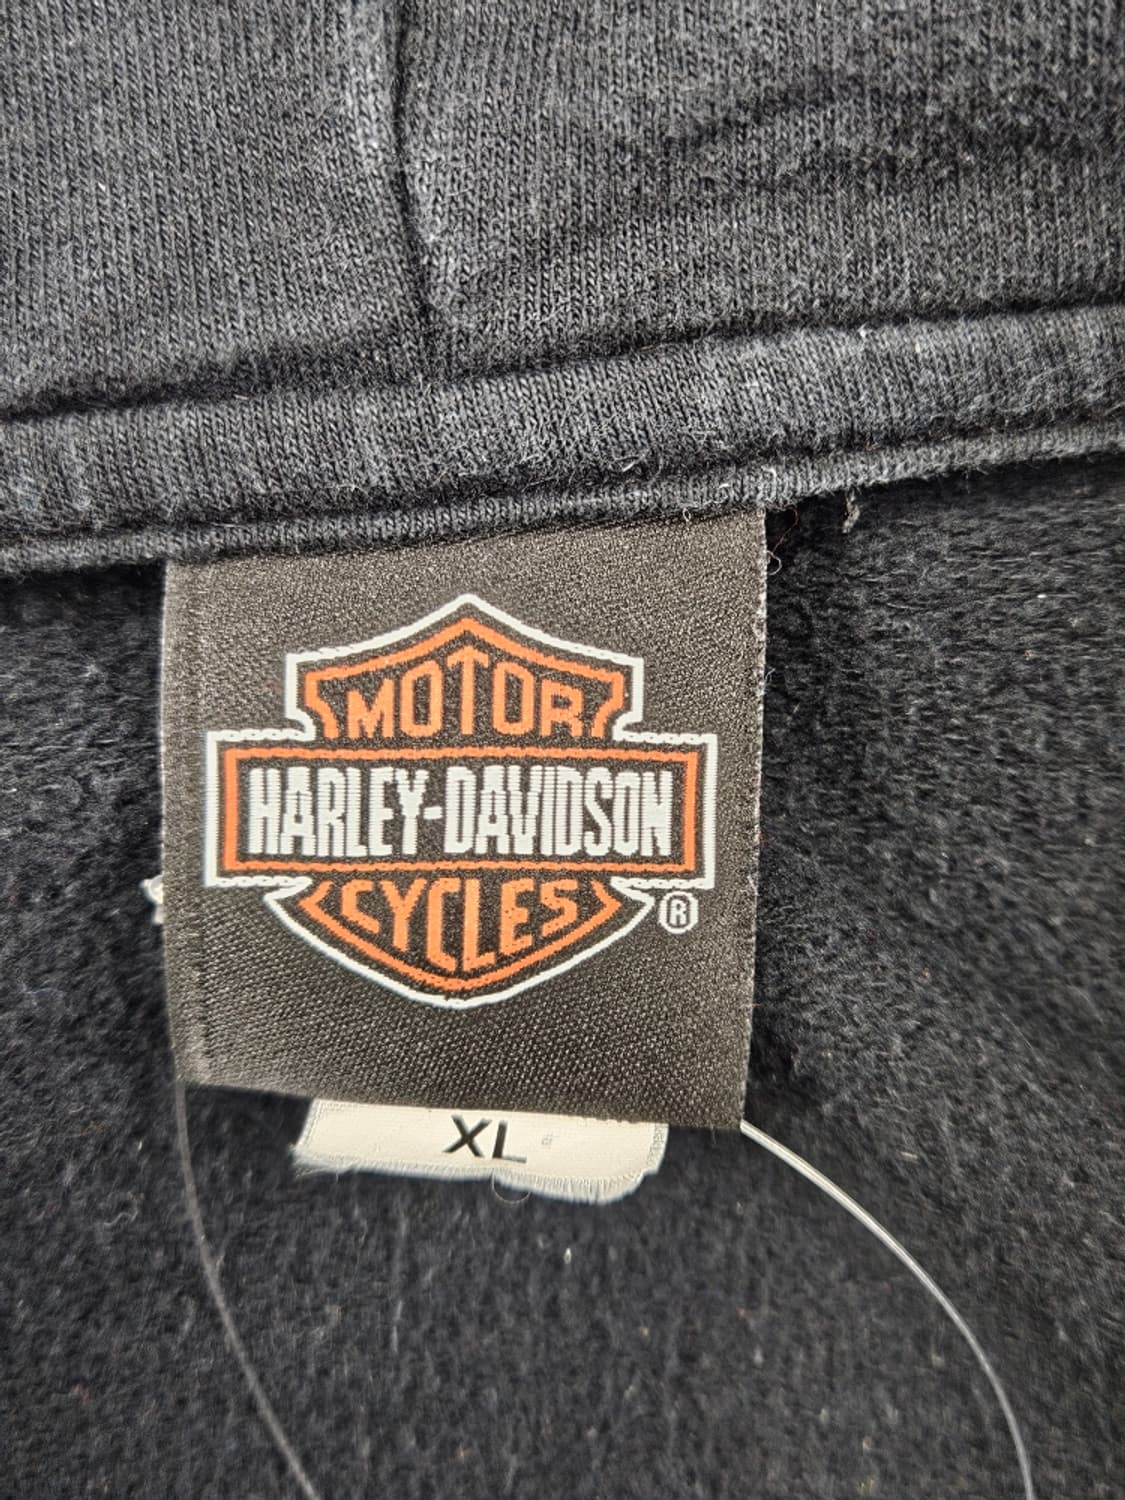 MOTOR
HARLEY-DAVIDSON
CYCLES
®
XL